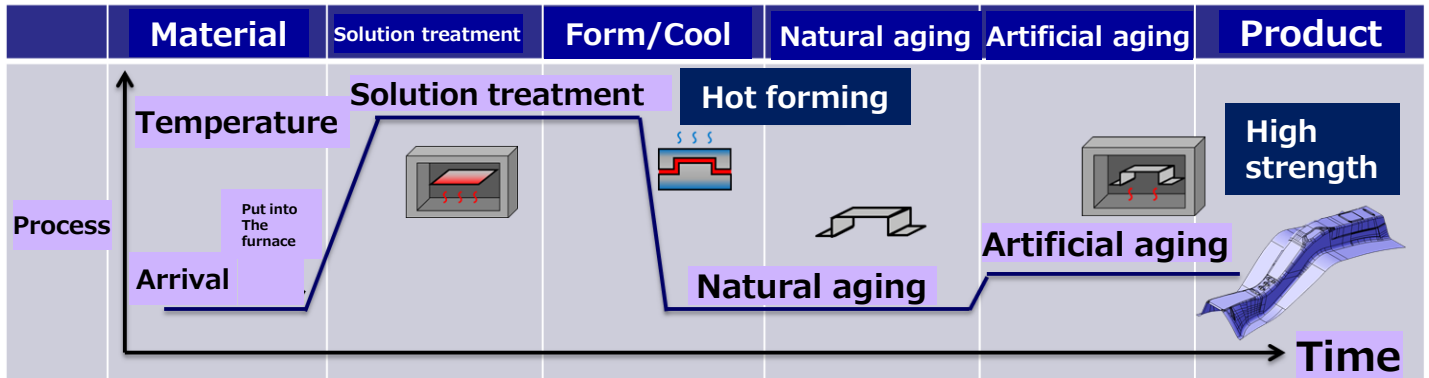 Material
Solution treatment
Form/Cool
Natural aging
Artificial aging
Product
Process
Temperature
Solution treatment
Hot forming
High
strength
Put into
The
furnace
Arrival
Natural aging
Artificial aging
Time